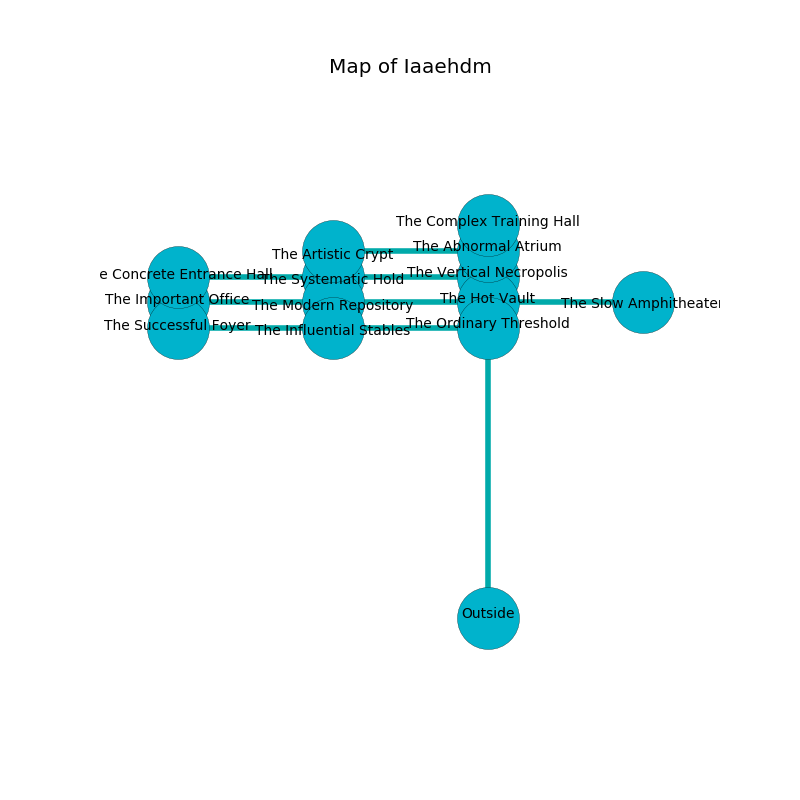 Map of Iaaehdm
The Complex Training Hall
The Abnormal Atrium
The Artistic Crypt
The Vertical Necropolis
e Concrete Entrance Hall
The Systematic Hold
The Hot Vault
The Important Office
The Slow Amphitheater
The Modern Repository
The Ordinary Threshold
The Successful Foyer
The Influential Stables
Outside